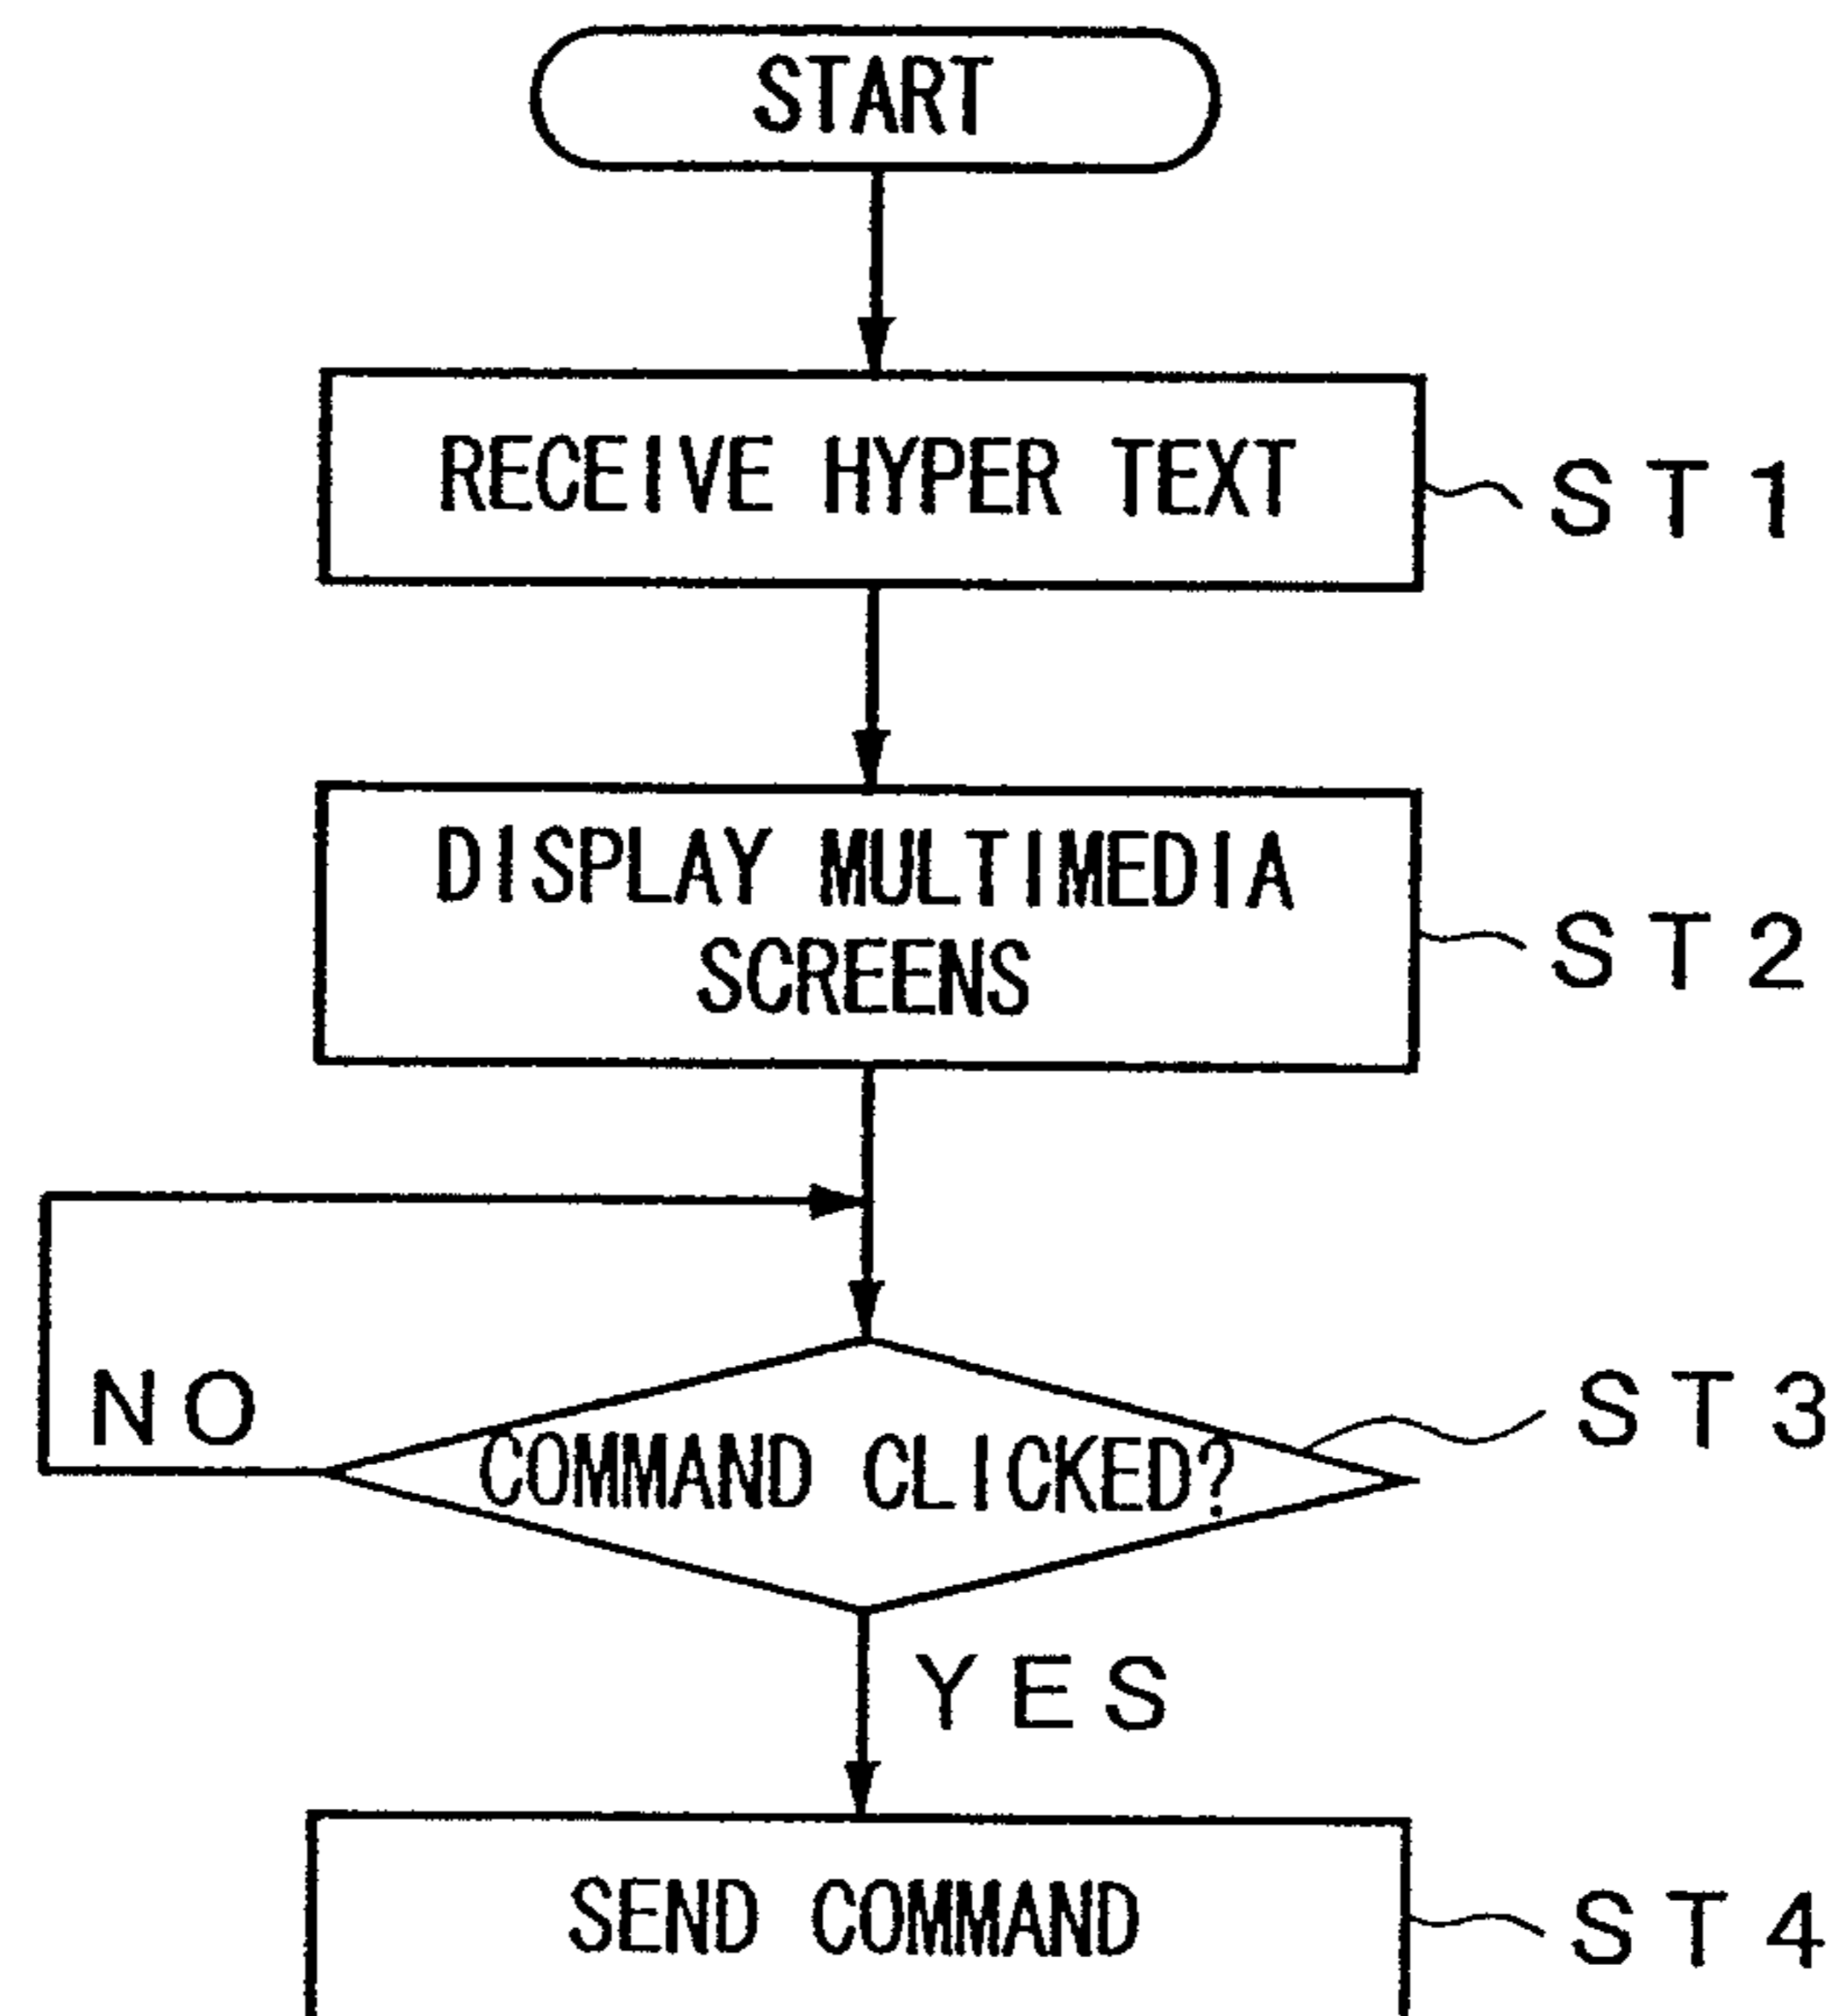 START
RECEIVE HYPER TEXT
ST1
DISPLAY MULTIMEDIA
SCREENS
ST2
NO
COMMAND CLICKED?
ST3
YES
SEND COMMAND
ST4